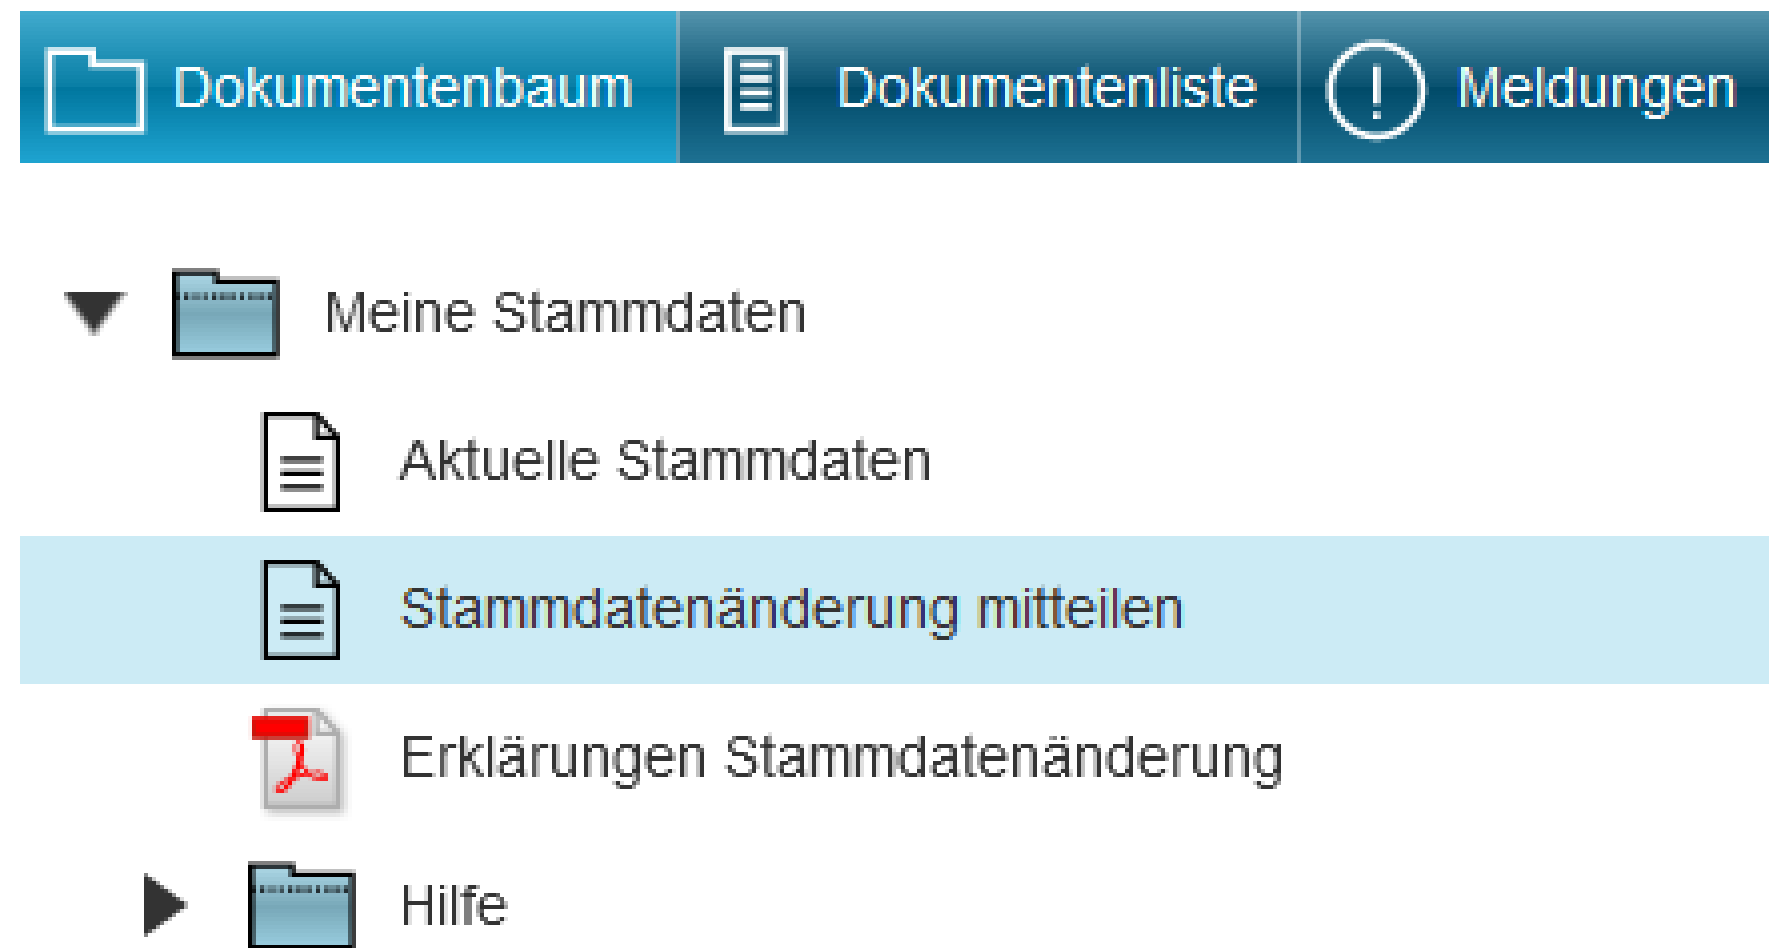 Dokumentenbaum Dokumentenliste Meldungen
Meine Stammdaten
Aktuelle Stammdaten
Stammdatenänderung mitteilen
Erklärungen Stammdatenänderung
Hilfe